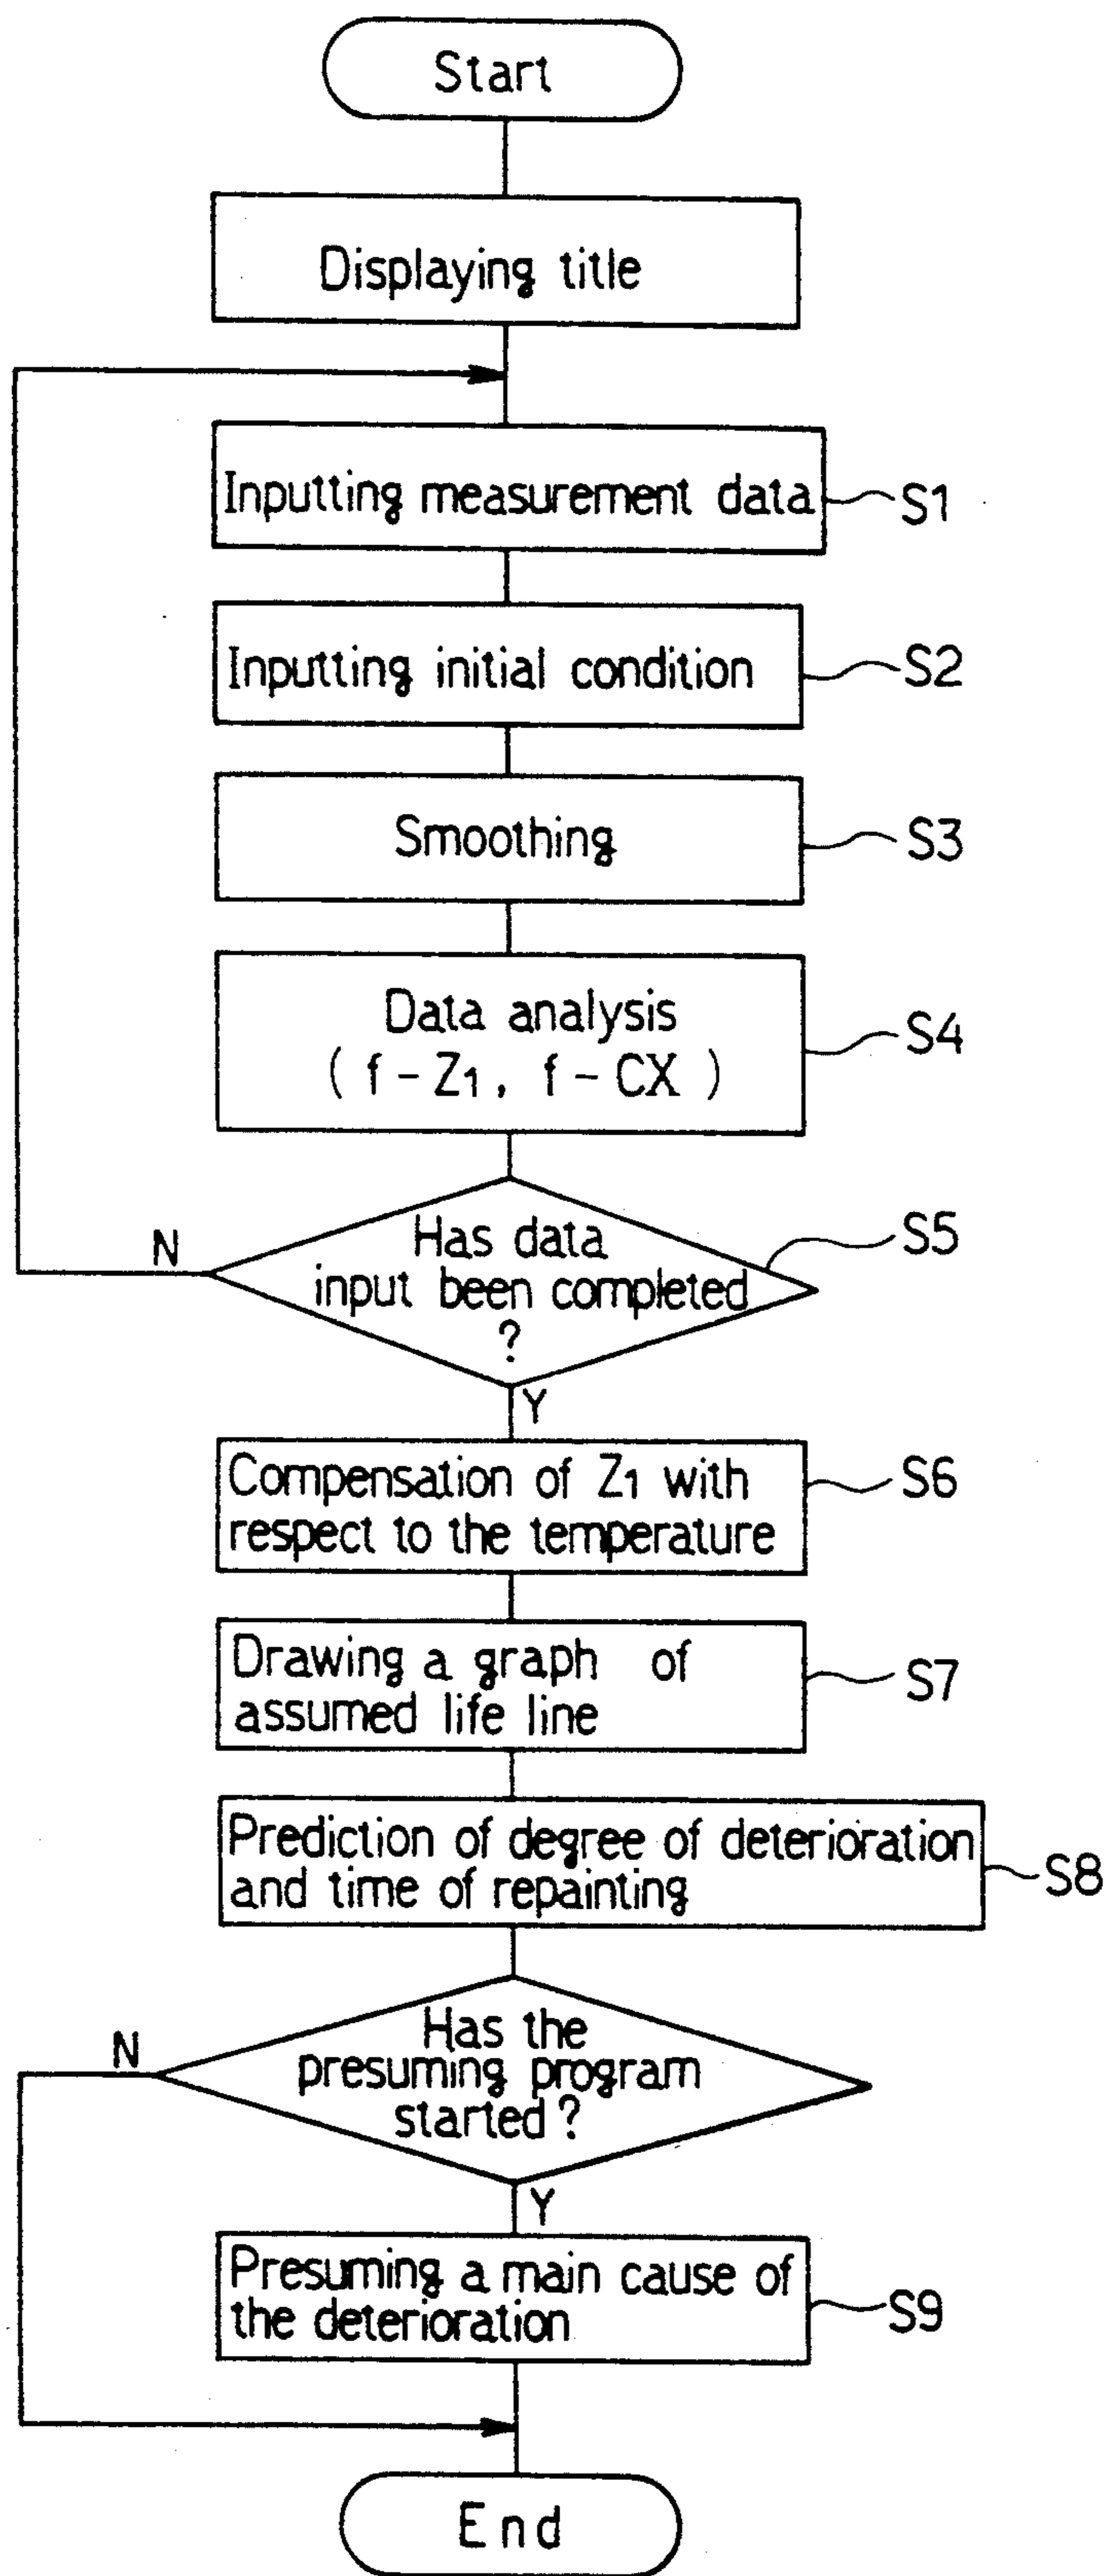 Start
Displaying title
Inputting measurement data
S1
Inputting initial condition
S2
Smoothing
S3
Data analysis
( f - Z1, f - CX )
S4
N
Has data
input been completed
?
S5
Y
Compensation of Z1 with
respect to the temperature
S6
Drawing a graph of
assumed life line
S7
Prediction of degree of deterioration
and time of repainting
S8
N
Has the
presuming program
started?
Y
Presuming a main cause of
the deterioration
S9
End